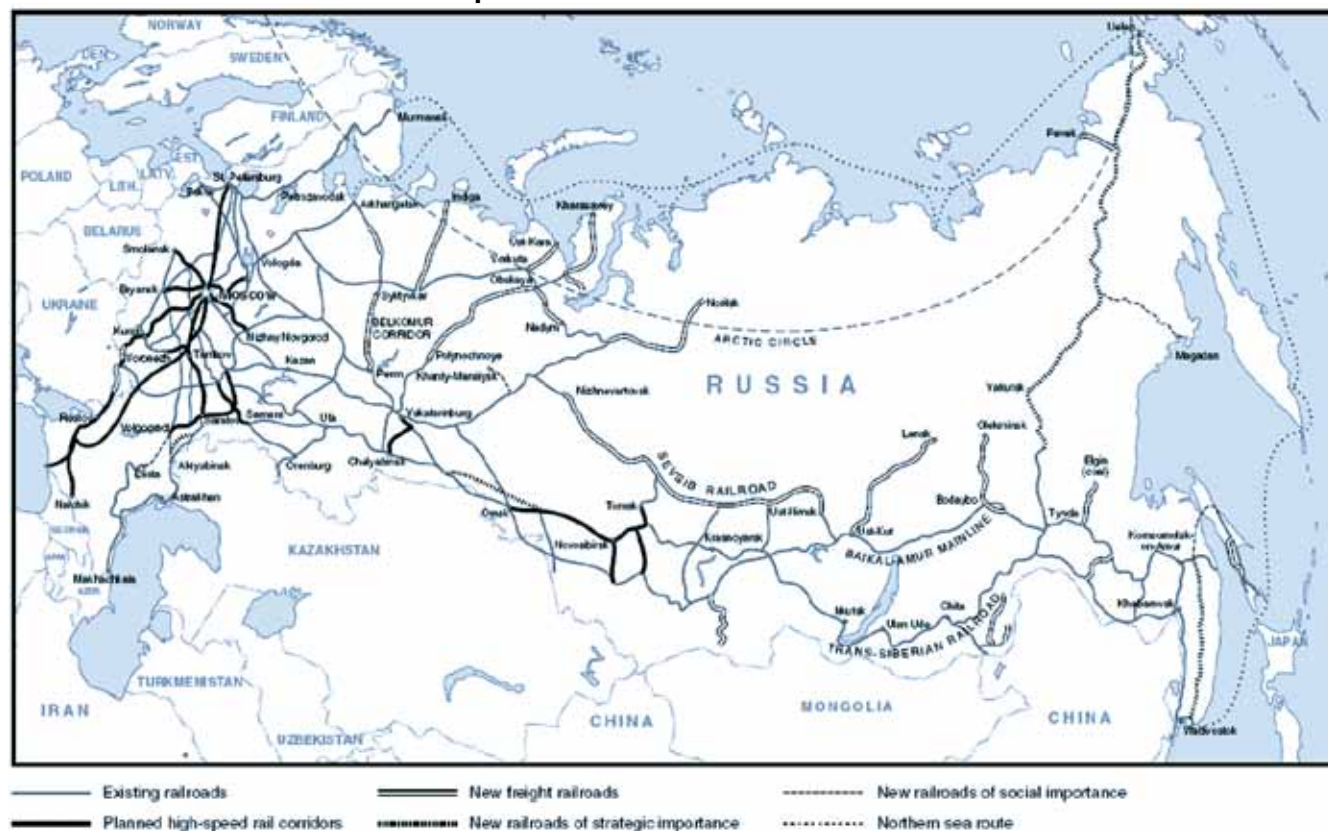 NORWAY
Uelen
DEN.
SWEDEN
FINLAND
Murmansk
Pevek
EST.
POLAND
LATV.
LITH.
St. Petersburg
Petrozavodsk
Arkhangelsk
Indiga
Kharasavey
BELARUS
Smolensk
Ust-Kara
Vorkuta
Vologda
Obskaya
Bryansk
MOSCOW
Syktyvkar
Norilsk
UKRAINE
BELKOMUR
CORRIDOR
Nadym
ARCTIC CIRCLE
Kursk
Nizhny Novgorod
Voronezh
Tambov
Kazan
Polynochnoye
Magadan
Perm
Khanty-Mansiysk
RUSSIA
Nizhnevartovsk
Yakutsk
Rostov
Samara
Ufa
Yekaterinburg
Volgograd
Saratov
Lensk
Olekminsk
SEVSIB RAILROAD
Elista
Aktyubinsk
Orenburg
Chelyabinsk
Elgin
(coal)
Nalchik
Astrakhan
Omsk
Tomsk
Ust-Ilimsk
Bodaybo
Tynda
Ust-Kut
Novosibirsk
Krasnoyarsk
BAIKAL-AMUR MAINLINE
Komsomolsk-
on-Amur
KAZAKHSTAN
Makhachkala
AZER.
Irkutsk
Ulan Ude
Chita
Khabarovsk
TRANS-SIBERIAN RAILROAD
JAPAN
TURKMENISTAN
IRAN
CHINA
MONGOLIA
CHINA
Vladivostok
UZBEKISTAN
Existing railroads
New freight railroads
New railroads of social importance
Planned high-speed rail corridors
New railroads of strategic importance
Northern sea route